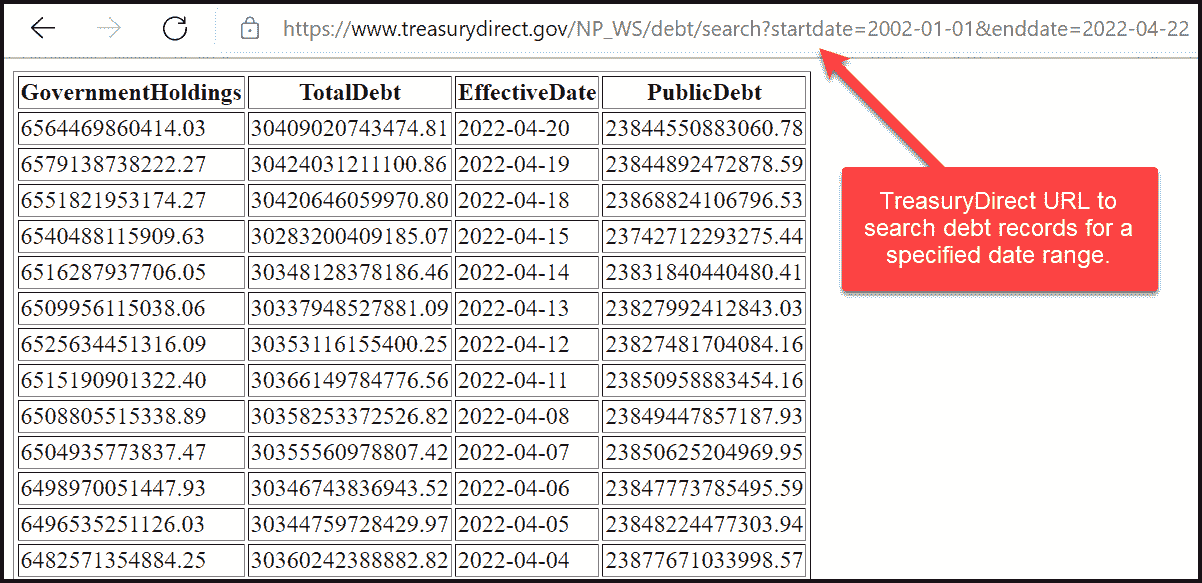 https://www.treasurydirect.gov/NP_WS/debt/search?startdate=2002-01-01&enddate=2022-04-22
GovernmentHoldings TotalDebt EffectiveDate PublicDebt
6564469860414.03 30409020743474.81 2022-04-20 23844550883060.78
6579138738222.27 30424031211100.86 2022-04-19 23844892472878.59
6551821953174.27 30420646059970.80 2022-04-18 23868824106796.53
6540488115909.63 30283200409185.07 2022-04-15 23742712293275.44
6516287937706.05 30348128378186.46 2022-04-14 23831840440480.41
6509956115038.06 30337948527881.09 2022-04-13 23827992412843.03
6525634451316.09 30353116155400.25 2022-04-12 23827481704084.16
6515190901322.40 30366149784776.56 2022-04-11 23850958883454.16
6508805515338.89 30358253372526.82 2022-04-08 23849447857187.93
6504935773837.47 30355560978807.42 2022-04-07 23850625204969.95
6498970051447.93 30346743836943.52 2022-04-06 23847773785495.59
6496535251126.03 30344759728429.97 2022-04-05 23848224477303.94
6482571354884.25 30360242388882.82 2022-04-04 23877671033998.57
TreasuryDirect URL to
search debt records for a
specified date range.